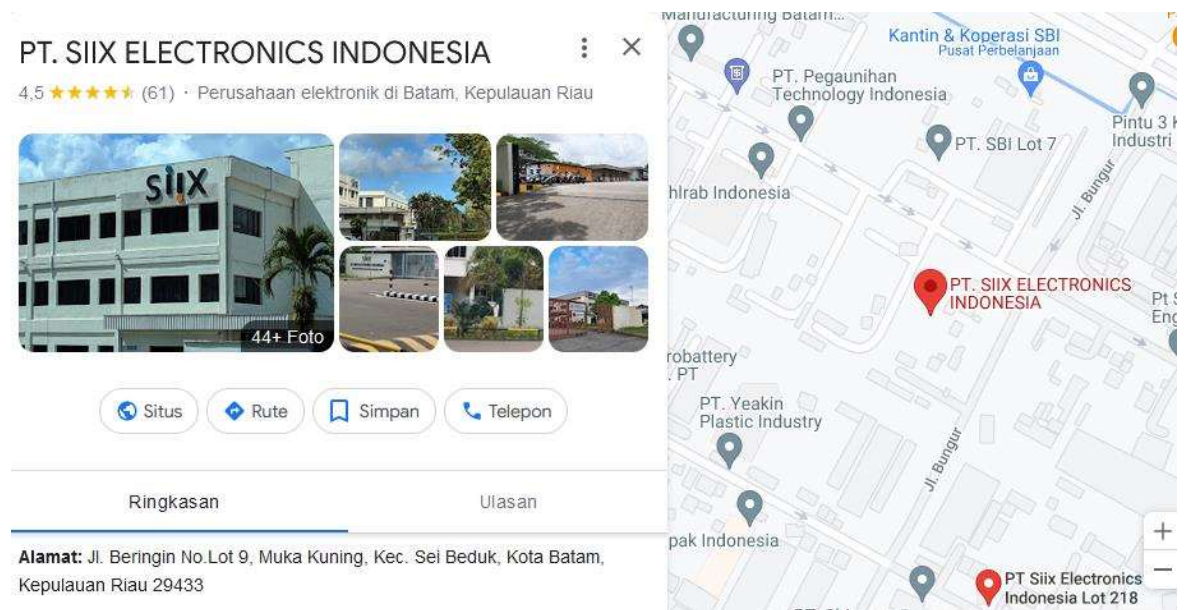 PT. SIIX ELECTRONICS INDONESIA
4,5 (61) · Perusahaan elektronik di Batam, Kepulauan Riau
siix
44+ Foto
Situs
Rute
Simpan
Telepon
Ringkasan
Ulasan
Alamat: Jl. Beringin No.Lot 9, Muka Kuning, Kec. Sei Beduk, Kota Batam,
Kepulauan Riau 29433
Manufacturing Batam...
Kantin & Koperasi SBI
Pusat Perbelanjaan
PT. Pegaunihan
Technology Indonesia
Pintu 3 K
Industri
PT. SBI Lot 7
hlrab Indonesia
Jl. Bungur
PT. SIIX ELECTRONICS
INDONESIA
Pt S
Eng
robattery
. PT
PT. Yeakin
Plastic Industry
Jl. Bungur
pak Indonesia
PT Siix Electronics
Indonesia Lot 218